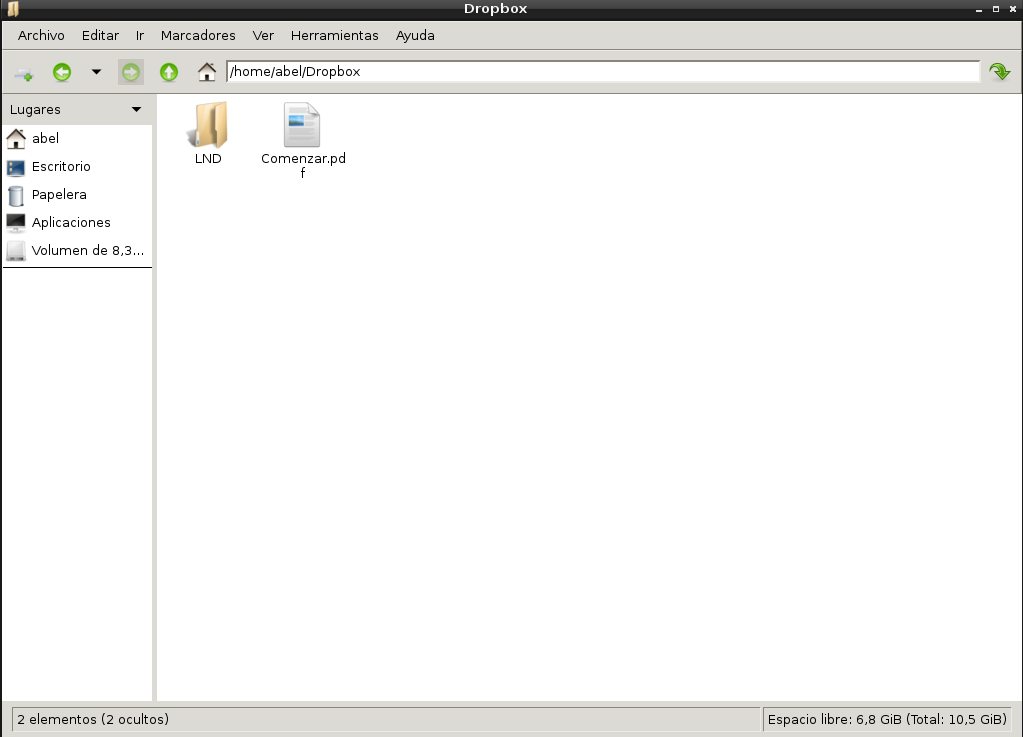 Dropbox
Archivo Editar Ir Marcadores Ver Herramientas Ayuda
/home/abel/Dropbox
Lugares
abel
Escritorio
Papelera
Aplicaciones
Volumen de 8,3...
LND
Comenzar.pd
f
2 elementos (2 ocultos)
Espacio libre: 6,8 GiB (Total: 10,5 GiB)